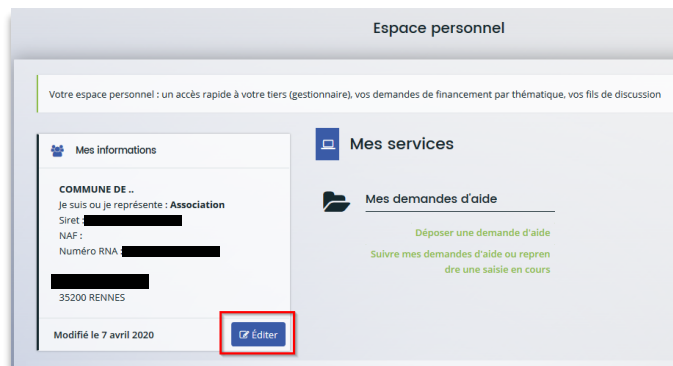 Espace personnel
Votre espace personnel : un accès rapide à votre tiers (gestionnaire), vos demandes de financement par thématique, vos fils de discussion
Mes informations
COMMUNE DE ..
Je suis ou je représente : Association
Siret :
NAF :
Numéro RNA :
35200 RENNES
Modifié le 7 avril 2020
Éditer
Mes services
Mes demandes d'aide
Déposer une demande d'aide
Suivre mes demandes d'aide ou repren
dre une saisie en cours